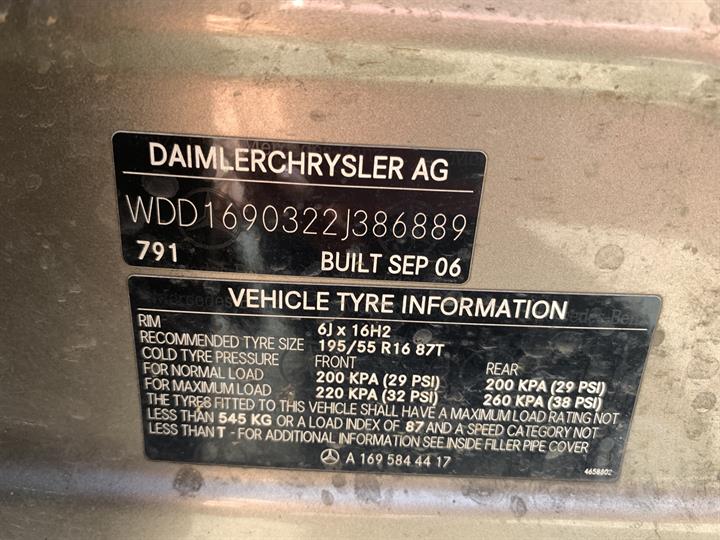 DAIMLERCHRYSLER AG
WDD1690322J386889
791 BUILT SEP 06
VEHICLE TYRE INFORMATION
RIM 6J x 16H2
RECOMMENDED TYRE SIZE 195/55 R16 87T
COLD TYRE PRESSURE FRONT REAR
FOR NORMAL LOAD 200 KPA (29 PSI) 200 KPA (29 PSI)
FOR MAXIMUM LOAD 220 KPA (32 PSI) 260 KPA (38 PSI)
THE TYRES FITTED TO THIS VEHICLE SHALL HAVE A MAXIMUM LOAD RATING NOT
LESS THAN 545 KG OR A LOAD INDEX OF 87 AND A SPEED CATEGORY NOT
LESS THAN T - FOR ADDITIONAL INFORMATION SEE INSIDE FILLER PIPE COVER
A 169 584 44 17
4658802